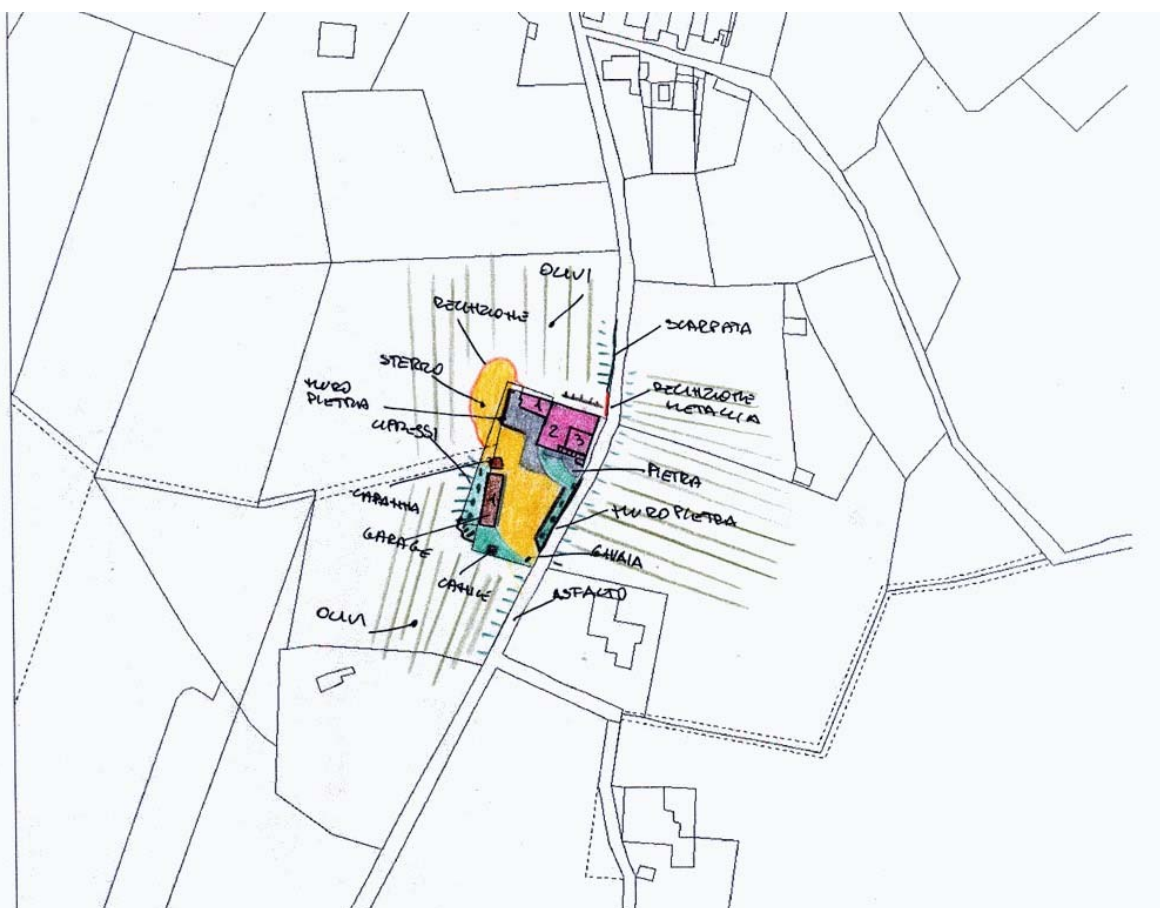 OLIVI
RECINZIONE
SCARPATA
STERRO
MURO
PIETRA
RECINZIONE
METALLICA
CIPRESSI
1
2
3
PIETRA
CAPANNA
1
MURO PIETRA
GARAGE
GHIAIA
CANILE
ASFALTO
OLIVI